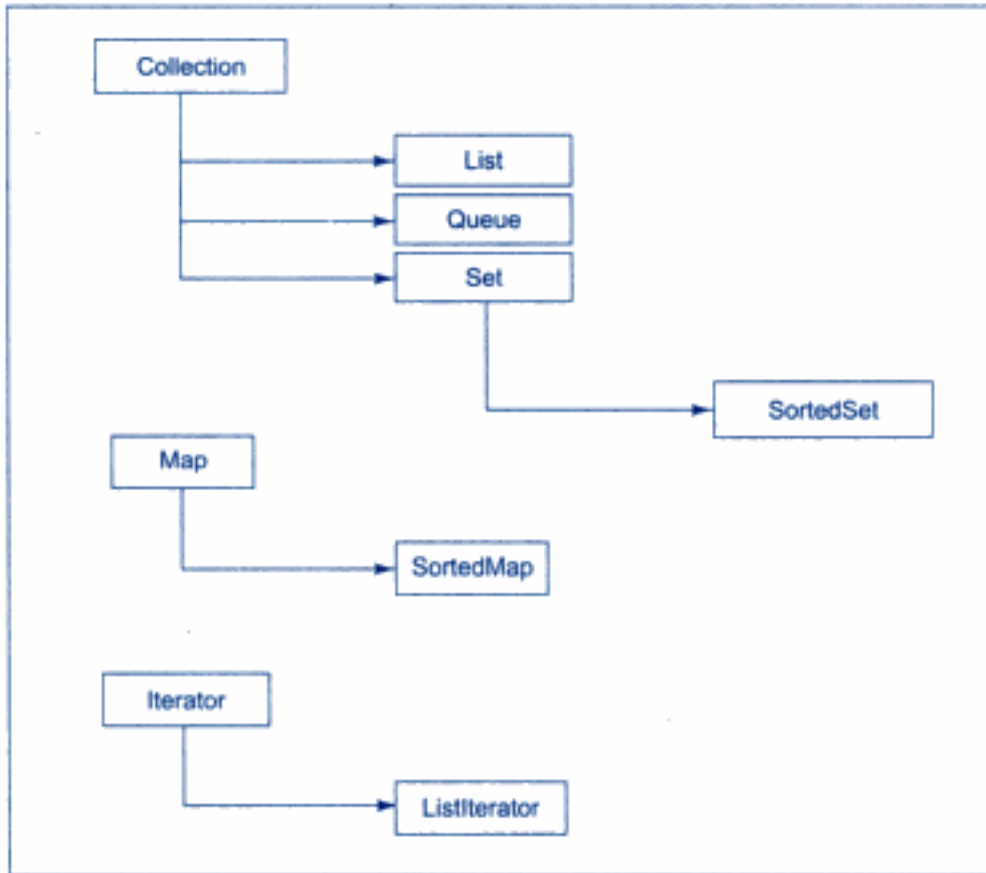 Collection
List
Queue
Set
SortedSet
Map
SortedMap
Iterator
ListIterator